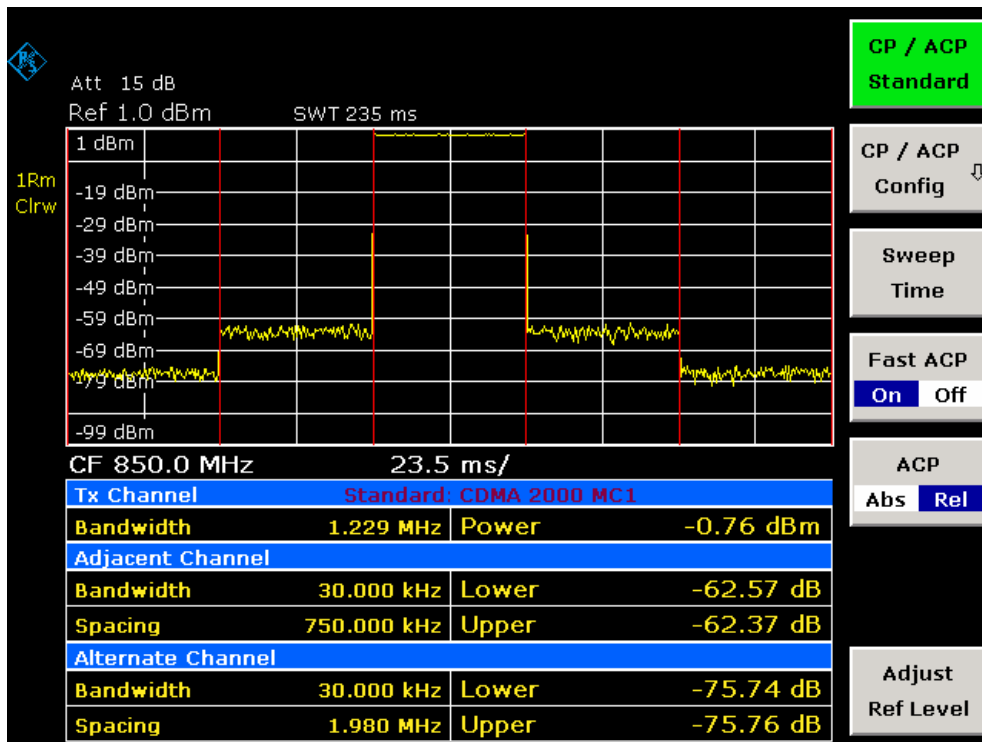 Att 15 dB
Ref 1.0 dBm SWT 235 ms
1Rm
Clrw
1 dBm
-19 dBm
-29 dBm
-39 dBm
-49 dBm
-59 dBm
-69 dBm
-79 dBm
-99 dBm
CF 850.0 MHz 23.5 ms/
Tx Channel Standard: CDMA 2000 MC1
Bandwidth 1.229 MHz Power -0.76 dBm
Adjacent Channel
Bandwidth 30.000 kHz Lower -62.57 dB
Spacing 750.000 kHz Upper -62.37 dB
Alternate Channel
Bandwidth 30.000 kHz Lower -75.74 dB
Spacing 1.980 MHz Upper -75.76 dB
CP / ACP
Standard
CP / ACP
Config
Sweep
Time
Fast ACP
On Off
ACP
Abs Rel
Adjust
Ref Level